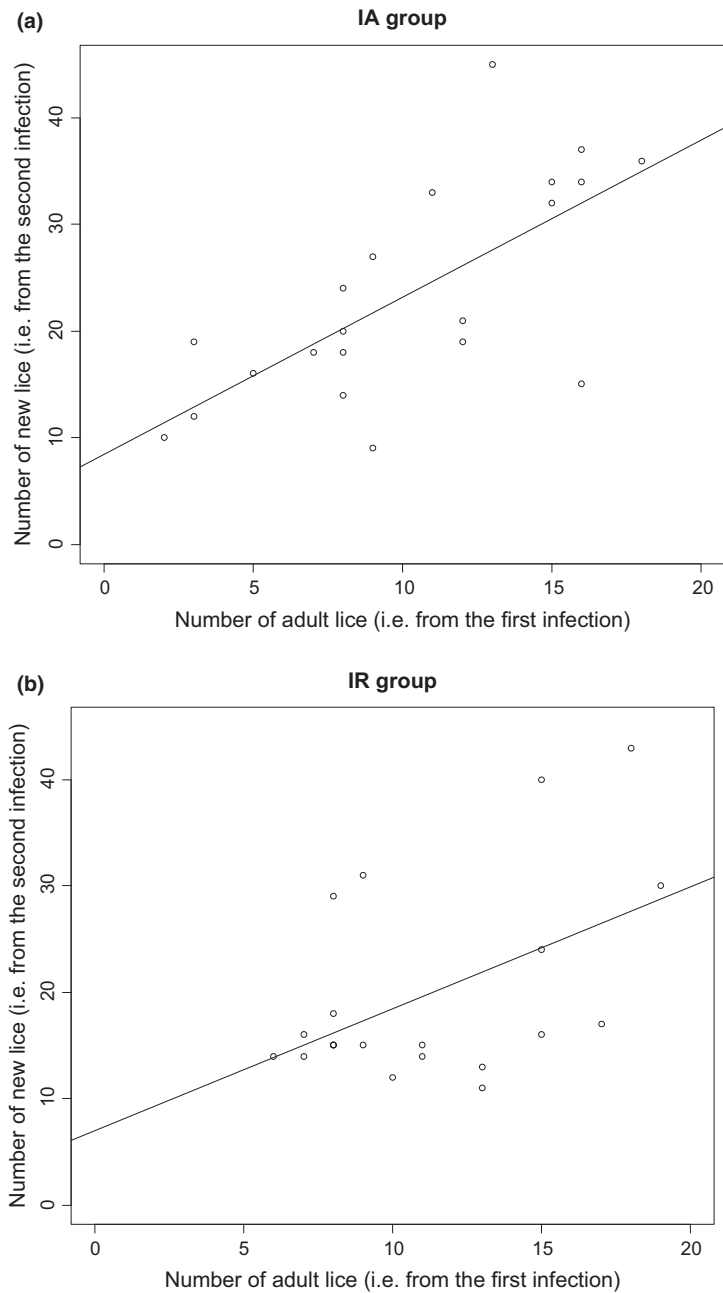 (a)
IA group
Number of new lice (i.e. from the second infection)
40
30
20
10
0
0 5 10 15 20
Number of adult lice (i.e. from the first infection)
(b)
IR group
Number of new lice (i.e. from the second infection)
40
30
20
10
0
0 5 10 15 20
Number of adult lice (i.e. from the first infection)